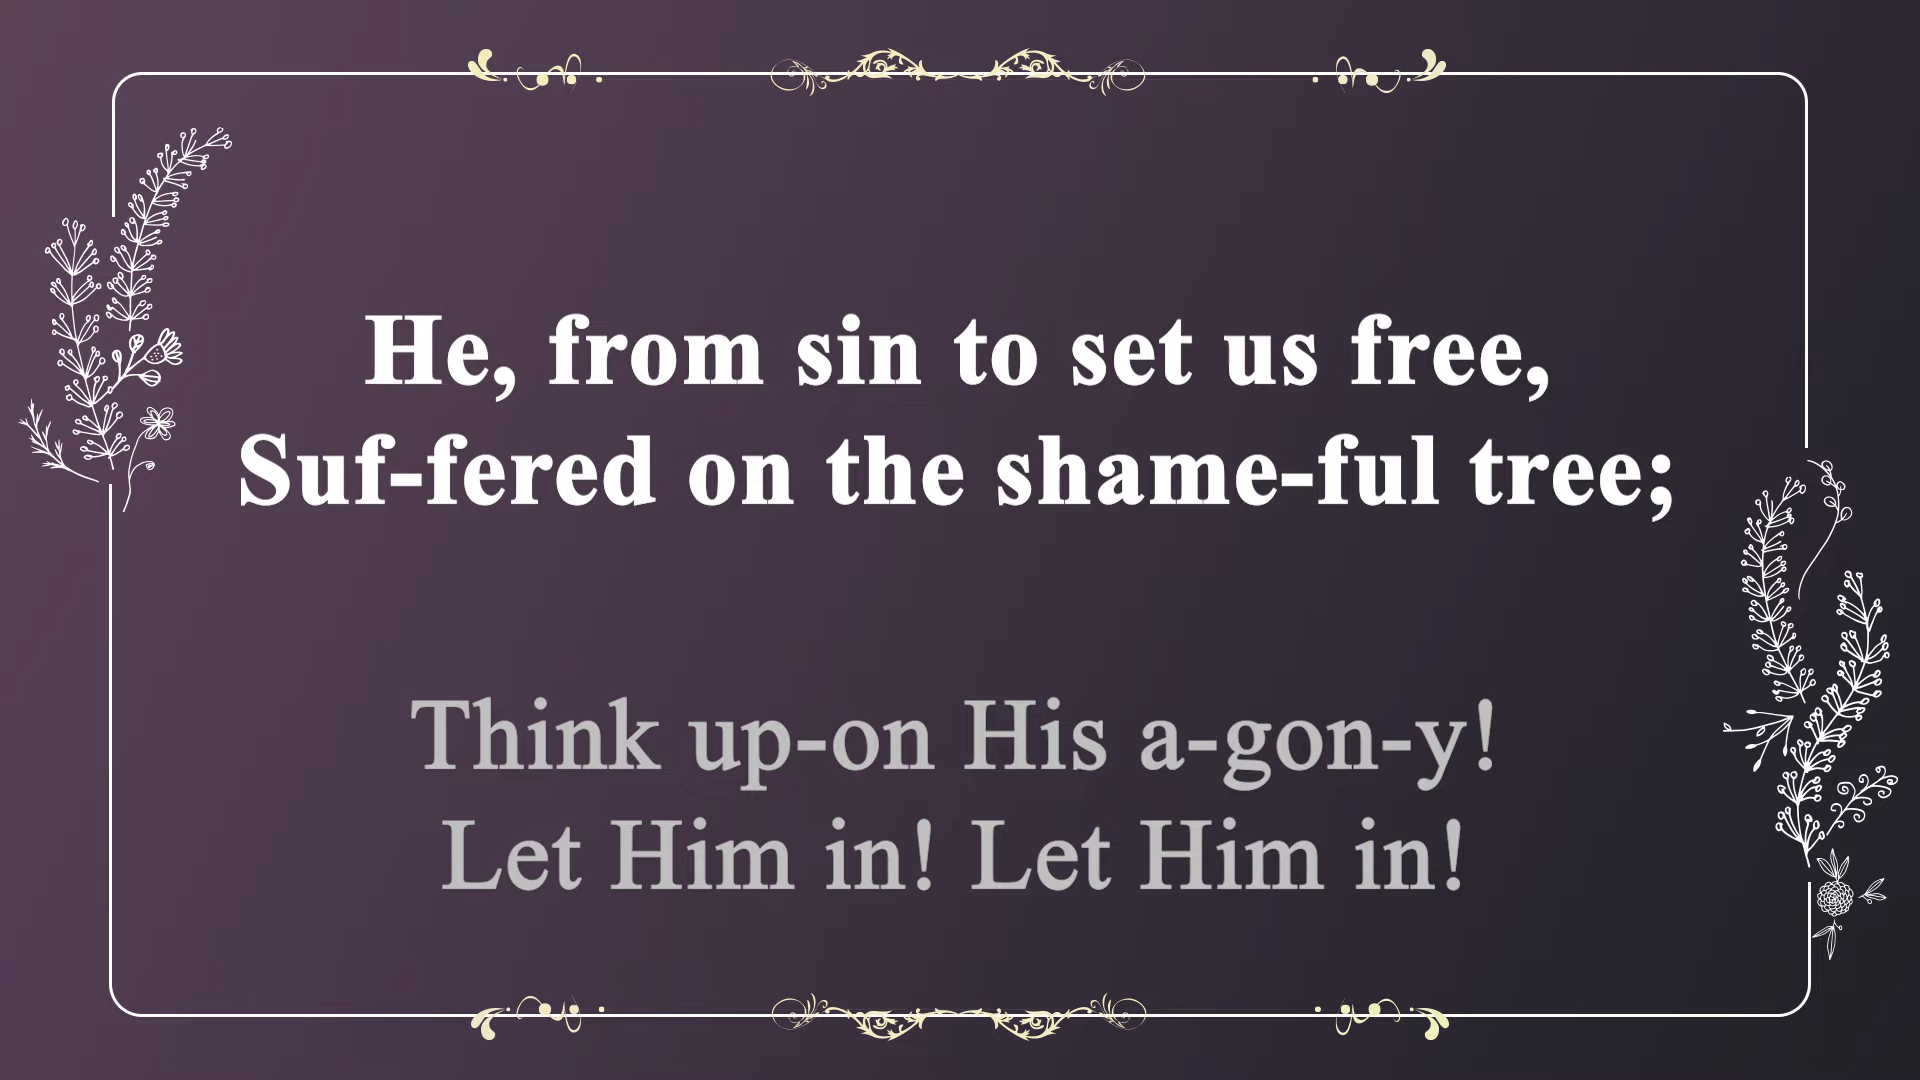 He, from sin to set us free,
Suf-fered on the shame-ful tree;
Think up-on His a-gon-y!
Let Him in! Let Him in!